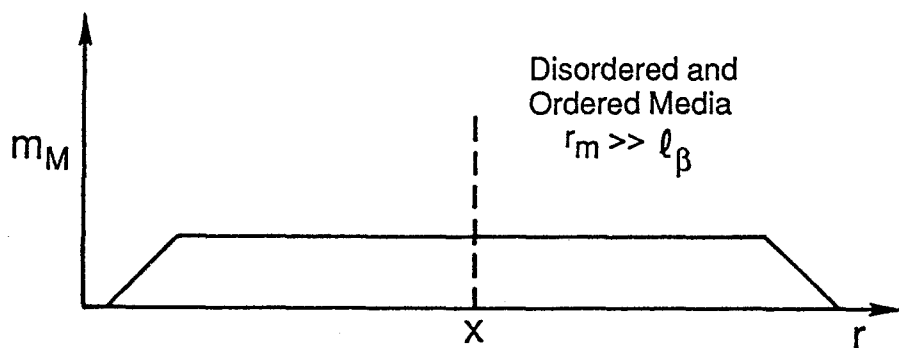 Disordered and
Ordered Media
r_m >> ℓ_β
m_M
x
r